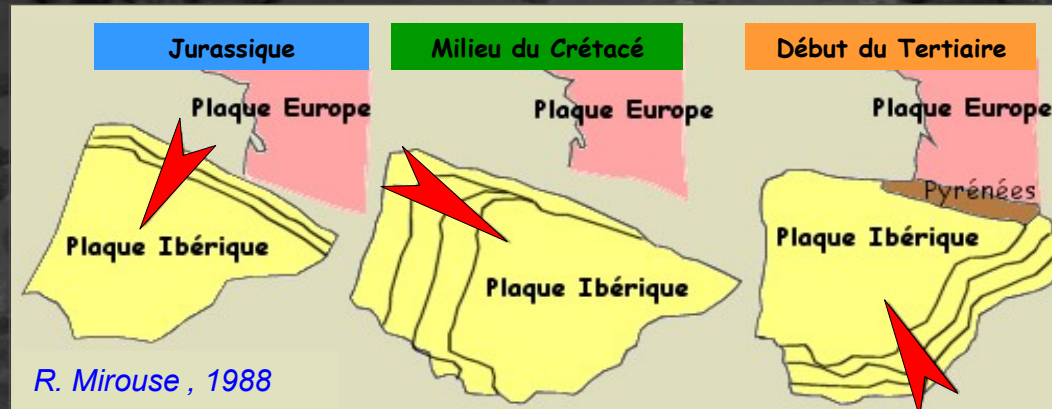 Jurassique
Milieu du Crétacé
Début du Tertiaire
Plaque Europe
Plaque Europe
Plaque Europe
Pyrénées
Plaque Ibérique
Plaque Ibérique
Plaque Ibérique
R. Mirouse , 1988